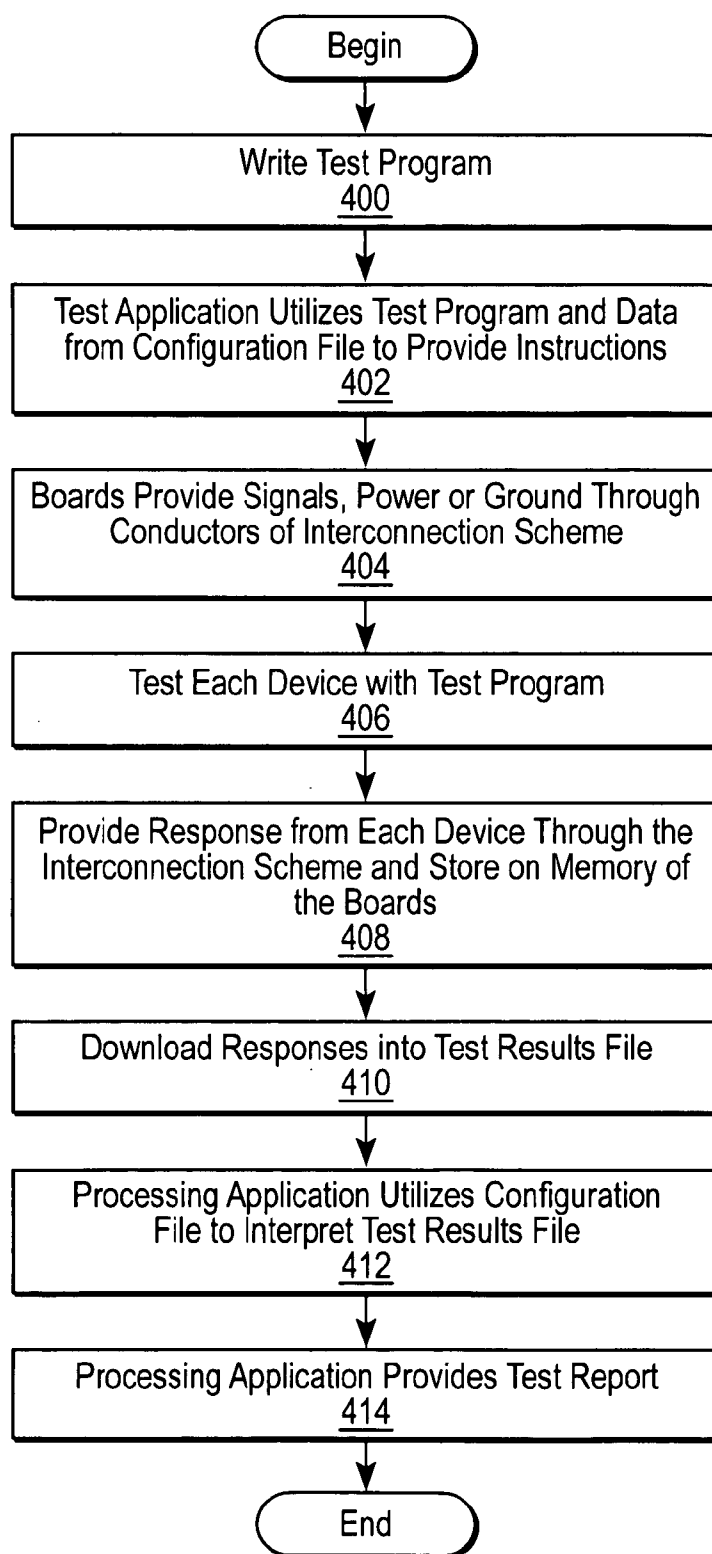 Begin
Write Test Program
400
Test Application Utilizes Test Program and Data
from Configuration File to Provide Instructions
402
Boards Provide Signals, Power or Ground Through
Conductors of Interconnection Scheme
404
Test Each Device with Test Program
406
Provide Response from Each Device Through the
Interconnection Scheme and Store on Memory of
the Boards
408
Download Responses into Test Results File
410
Processing Application Utilizes Configuration
File to Interpret Test Results File
412
Processing Application Provides Test Report
414
End